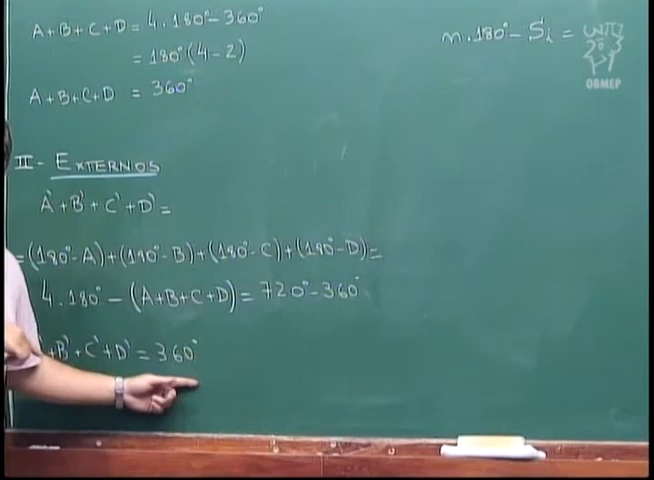 A+B+C+D = 4.180° - 360°
= 180° (4-2)
A+B+C+D = 360°
II - EXTERNOS
A'+B'+C'+D' =
= (180°-A)+(180°-B)+(180°-C)+(180°-D) =
4.180° - (A+B+C+D) = 720° - 360°
+B'+C'+D' = 360°
n.180° - Si =
OBMEP